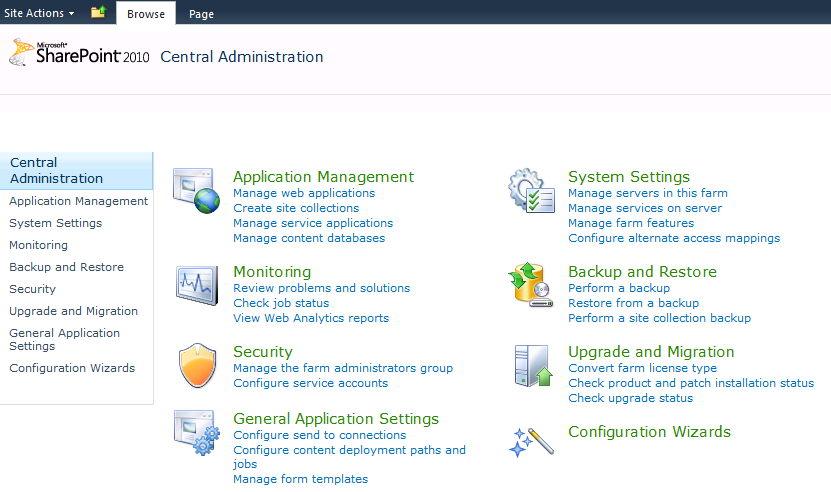 Site Actions
Browse
Page
Microsoft®
SharePoint® 2010
Central Administration
Central
Administration
Application Management
System Settings
Monitoring
Backup and Restore
Security
Upgrade and Migration
General Application
Settings
Configuration Wizards
Application Management
Manage web applications
Create site collections
Manage service applications
Manage content databases
Monitoring
Review problems and solutions
Check job status
View Web Analytics reports
Security
Manage the farm administrators group
Configure service accounts
General Application Settings
Configure send to connections
Configure content deployment paths and
jobs
Manage form templates
System Settings
Manage servers in this farm
Manage services on server
Manage farm features
Configure alternate access mappings
Backup and Restore
Perform a backup
Restore from a backup
Perform a site collection backup
Upgrade and Migration
Convert farm license type
Check product and patch installation status
Check upgrade status
Configuration Wizards